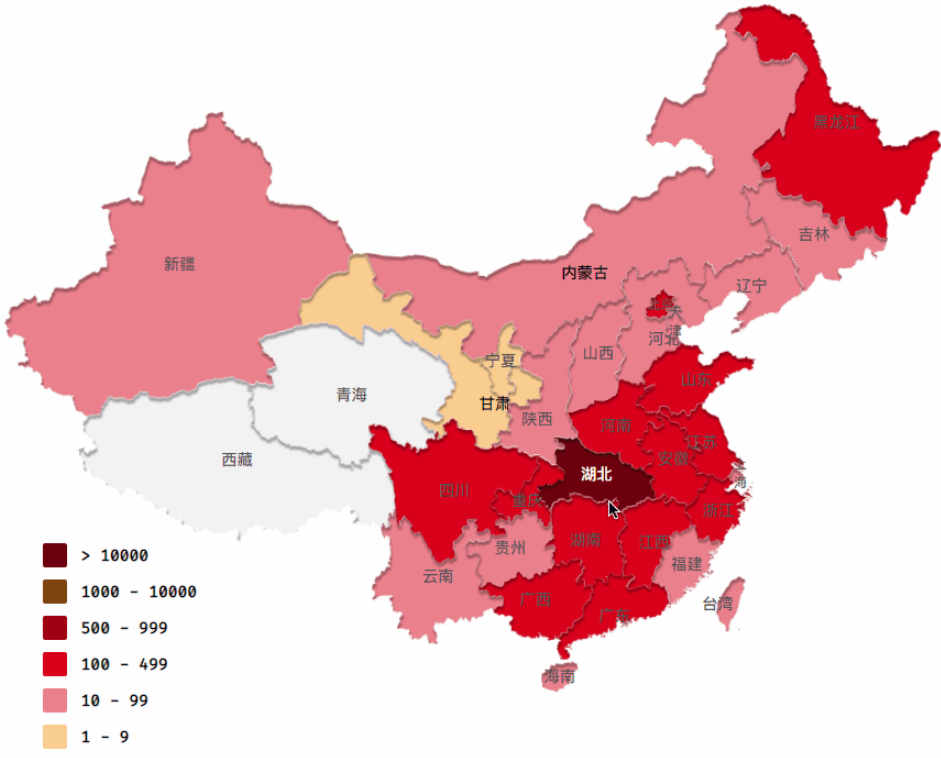 黑龙江
吉林
新疆
内蒙古
辽宁
北京
天津
河北
山西
宁夏
山东
青海
甘肃
陕西
河南
江苏
安徽
西藏
湖北
上海
四川
重庆
浙江
湖南
江西
贵州
福建
云南
广西
广东
台湾
海南
> 10000
1000 - 10000
500 - 999
100 - 499
10 - 99
1 - 9